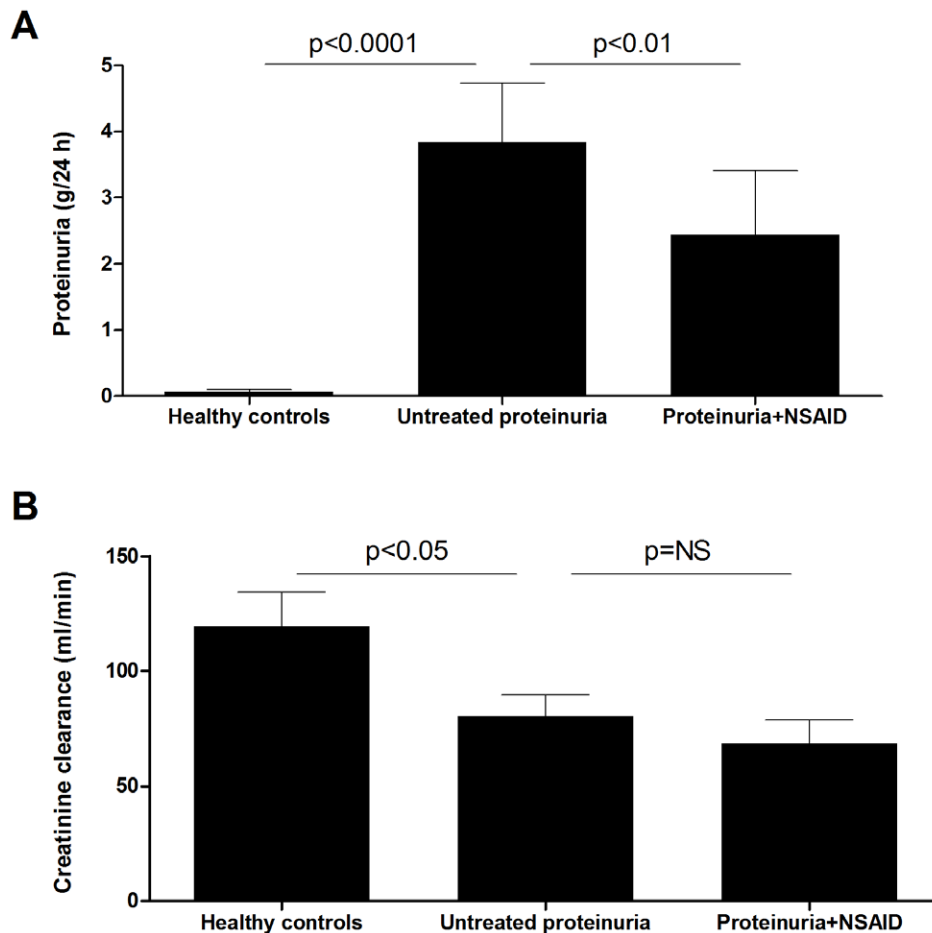 A
p<0.0001 p<0.01
Proteinuria (g/24 h)
5
4
3
2
1
0
Healthy controls Untreated proteinuria Proteinuria+NSAID
B
p<0.05 p=NS
Creatinine clearance (ml/min)
150
100
50
0
Healthy controls Untreated proteinuria Proteinuria+NSAID